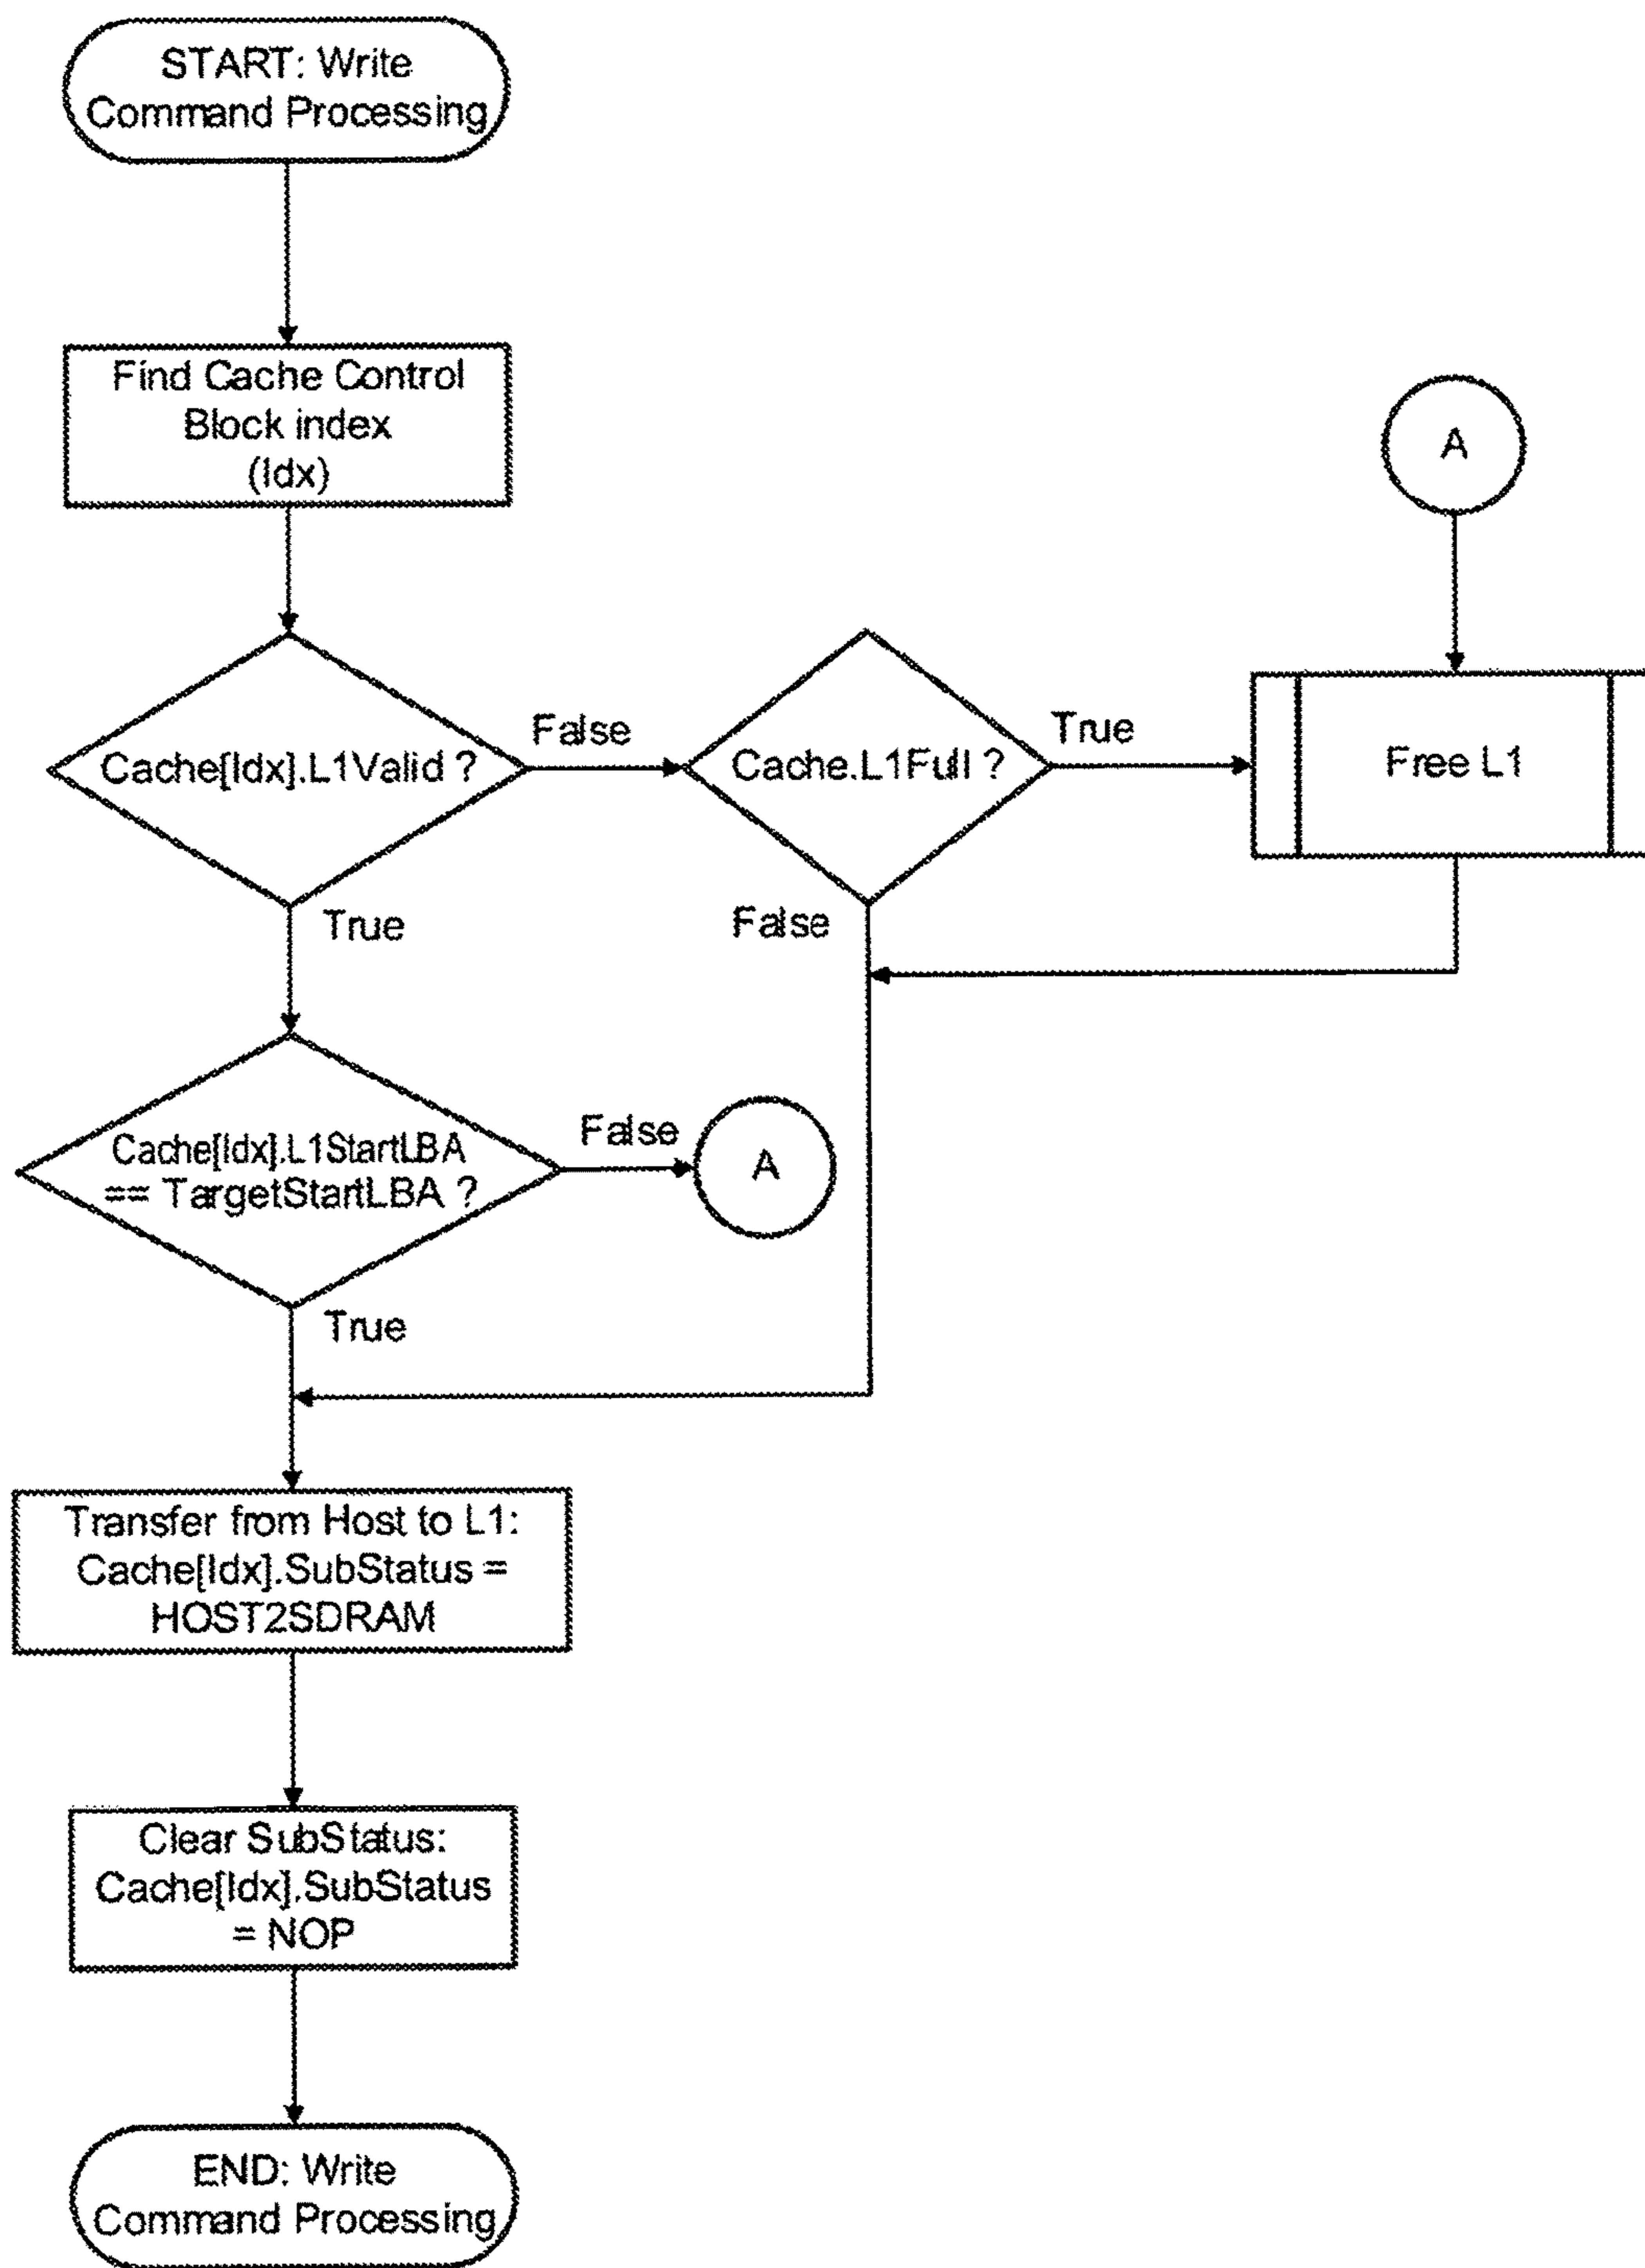 START: Write
Command Processing
Find Cache Control
Block index
(Idx)
A
Cache[Idx].L1Valid ?
False
Cache.L1Full ?
True
Free L1
True
False
Cache[Idx].L1StartLBA
== TargetStartLBA ?
False
A
True
Transfer from Host to L1:
Cache[Idx].SubStatus =
HOST2SDRAM
Clear SubStatus:
Cache[Idx].SubStatus
= NOP
END: Write
Command Processing